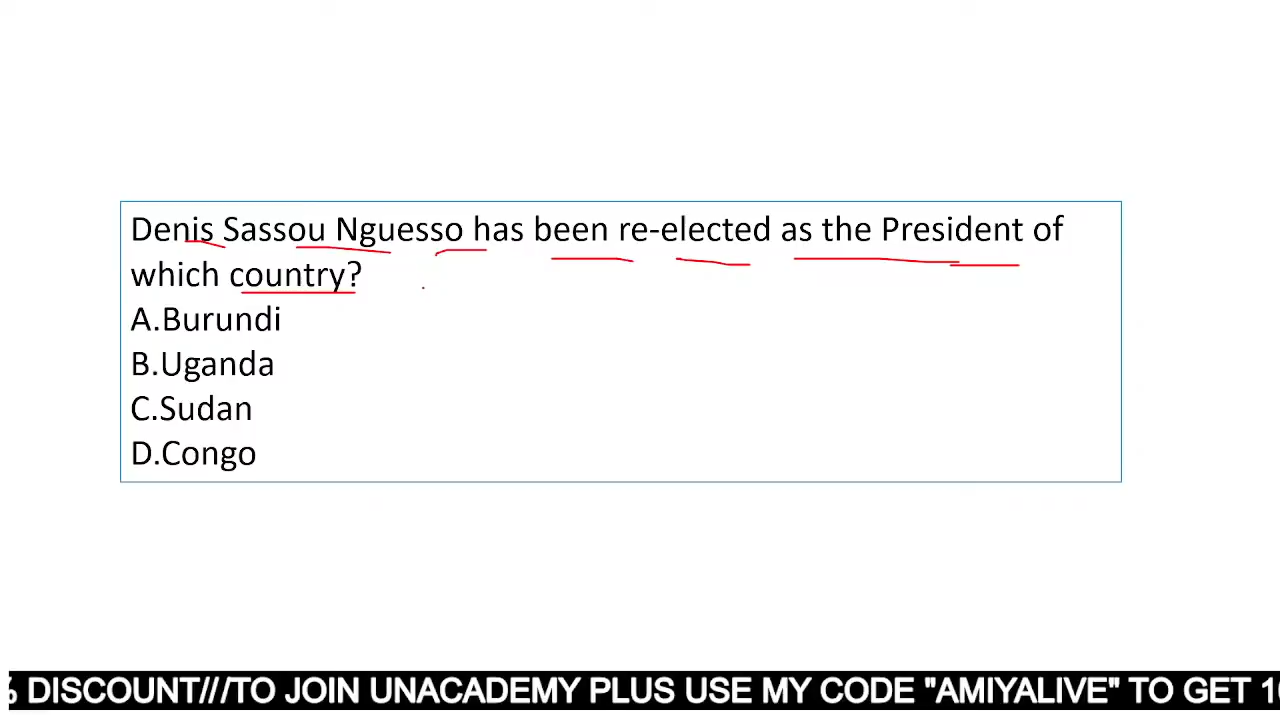 Denis Sassou Nguesso has been re-elected as the President of
which country?
A.Burundi
B.Uganda
C.Sudan
D.Congo
% DISCOUNT///TO JOIN UNACADEMY PLUS USE MY CODE "AMIYALIVE" TO GET 10